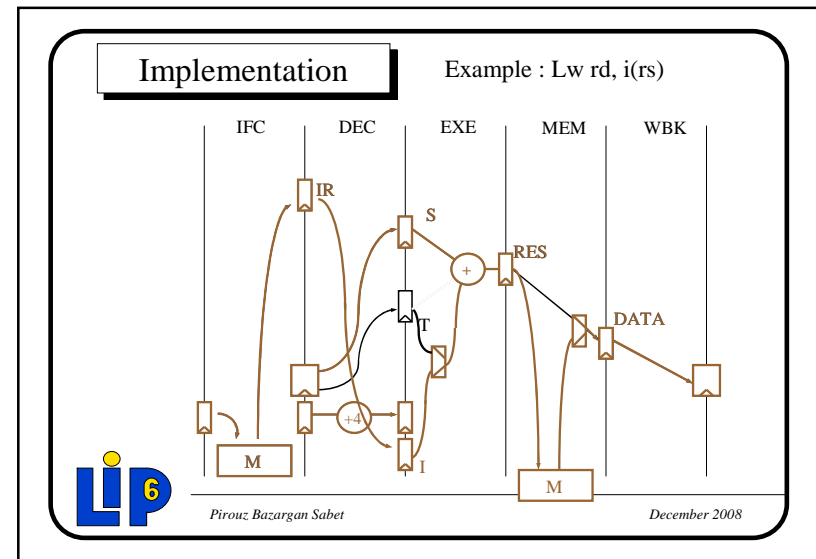 Implementation
Example : Lw rd, i(rs)
IFC DEC EXE MEM WBK
IR
S
RES
+
T
DATA
+4
M
I
M
LIP6
Pirouz Bazargan Sabet
December 2008